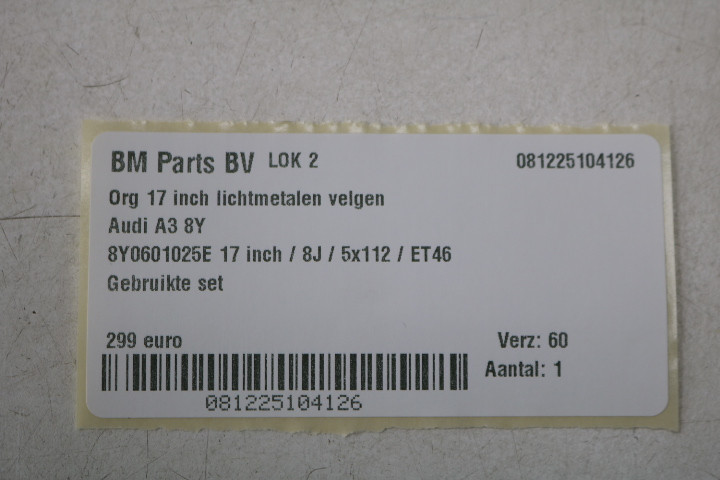 BM Parts BV LOK 2 081225104126
Org 17 inch lichtmetalen velgen
Audi A3 8Y
8Y0601025E 17 inch / 8J / 5x112 / ET46
Gebruikte set
299 euro Verz: 60
Aantal: 1
081225104126